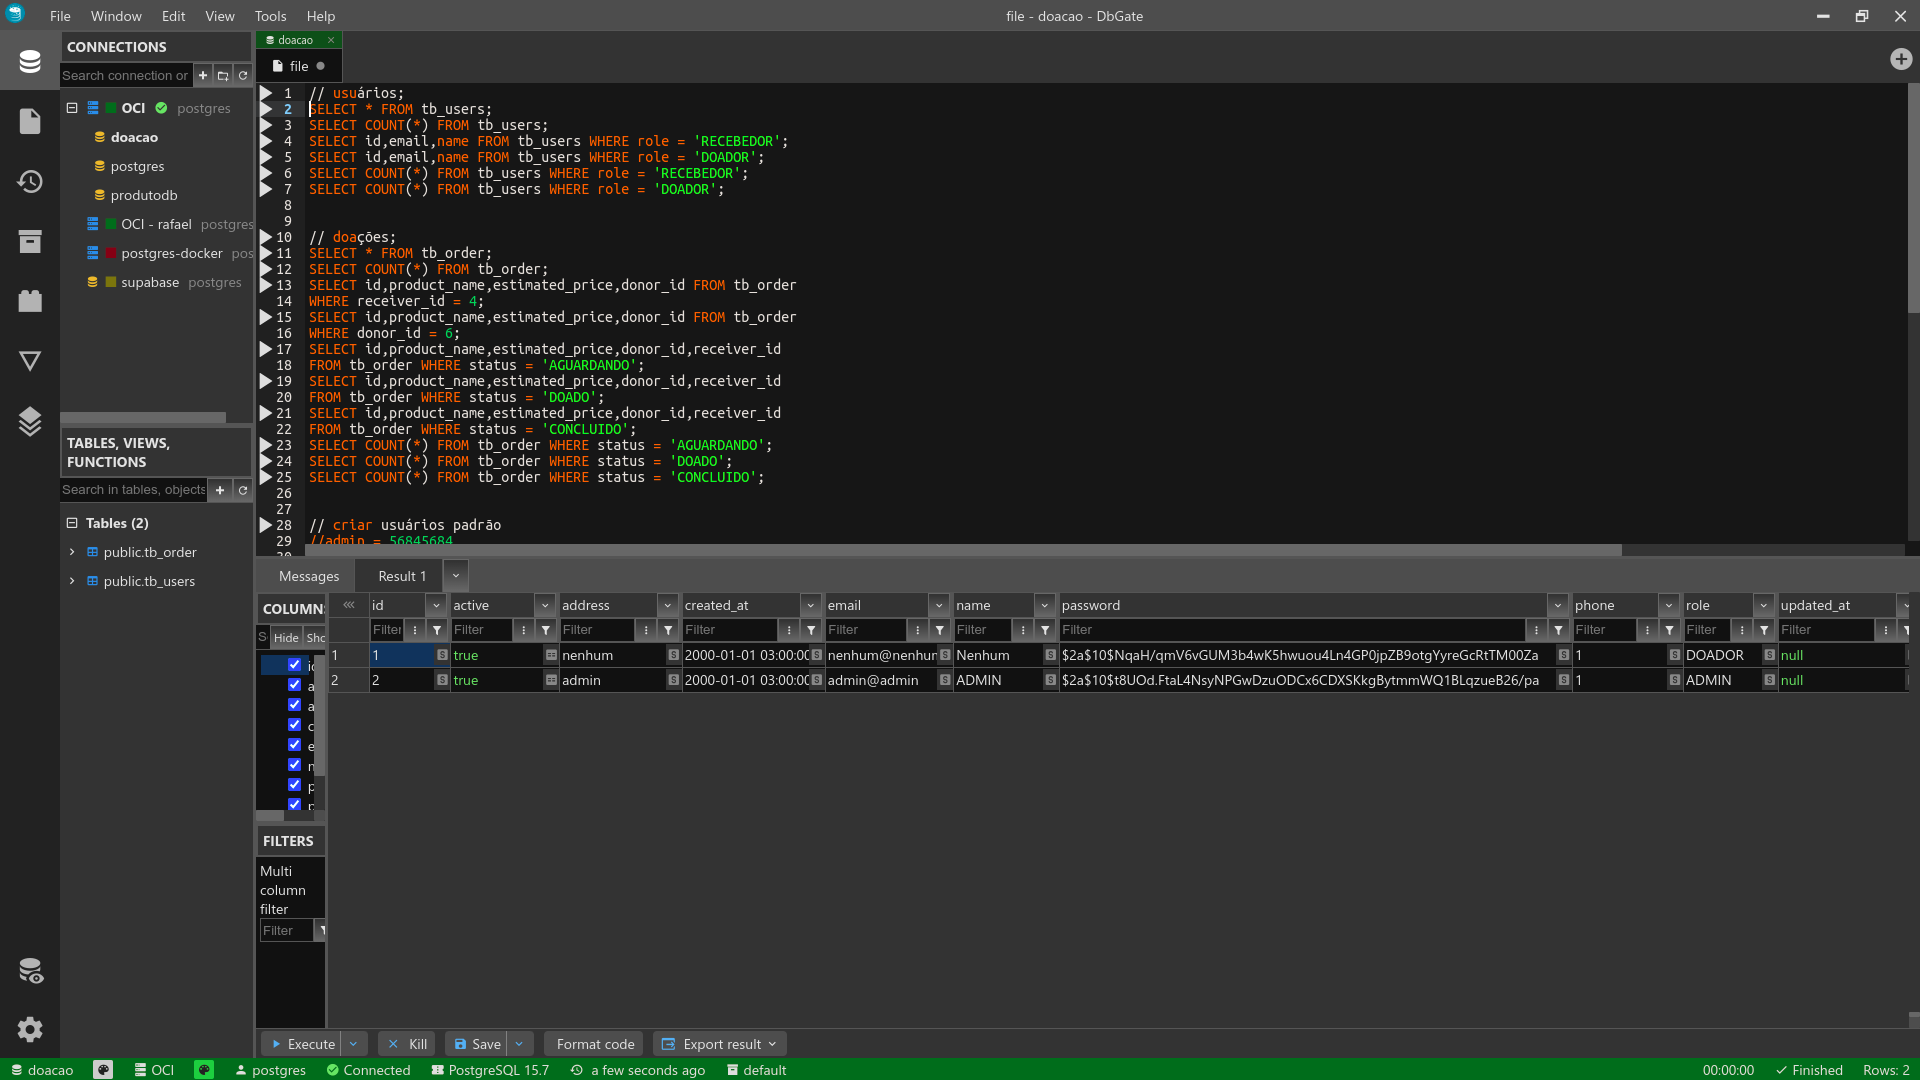 File Window Edit View Tools Help file - doacao - DbGate
CONNECTIONS
Search connection or
OCI postgres
doacao
postgres
produtodb
OCI - rafael postgres
postgres-docker pos
supabase postgres
TABLES, VIEWS,
FUNCTIONS
Search in tables, objects
Tables (2)
public.tb_order
public.tb_users
doacao
file
1 // usuários;
2 SELECT * FROM tb_users;
3 SELECT COUNT(*) FROM tb_users;
4 SELECT id,email,name FROM tb_users WHERE role = 'RECEBEDOR';
5 SELECT id,email,name FROM tb_users WHERE role = 'DOADOR';
6 SELECT COUNT(*) FROM tb_users WHERE role = 'RECEBEDOR';
7 SELECT COUNT(*) FROM tb_users WHERE role = 'DOADOR';
8
9
10 // doações;
11 SELECT * FROM tb_order;
12 SELECT COUNT(*) FROM tb_order;
13 SELECT id,product_name,estimated_price,donor_id FROM tb_order
14 WHERE receiver_id = 4;
15 SELECT id,product_name,estimated_price,donor_id FROM tb_order
16 WHERE donor_id = 6;
17 SELECT id,product_name,estimated_price,donor_id,receiver_id
18 FROM tb_order WHERE status = 'AGUARDANDO';
19 SELECT id,product_name,estimated_price,donor_id,receiver_id
20 FROM tb_order WHERE status = 'DOADO';
21 SELECT id,product_name,estimated_price,donor_id,receiver_id
22 FROM tb_order WHERE status = 'CONCLUIDO';
23 SELECT COUNT(*) FROM tb_order WHERE status = 'AGUARDANDO';
24 SELECT COUNT(*) FROM tb_order WHERE status = 'DOADO';
25 SELECT COUNT(*) FROM tb_order WHERE status = 'CONCLUIDO';
26
27
28 // criar usuários padrão
29 //admin = 56845684
30
Messages Result 1
COLUMN
S Hide Sho
i
a
a
c
e
n
p
p
FILTERS
Multi
column
filter
Filter
id active address created_at email name password phone role updated_at
Filter Filter Filter Filter Filter Filter Filter Filter Filter Filter
1 1 true nenhum 2000-01-01 03:00:00 nenhum@nenhum Nenhum $2a$10$NqaH/qmV6vGUM3b4wK5hwuou4Ln4GP0jpZB9otgYyreGcRtTM00Za 1 DOADOR null
2 2 true admin 2000-01-01 03:00:00 admin@admin ADMIN $2a$10$t8UOd.FtaL4NsyNPGwDzuODCx6CDXSKkgBytmmWQ1BLqzueB26/pa 1 ADMIN null
Execute Kill Save Format code Export result
doacao OCI postgres Connected PostgreSQL 15.7 a few seconds ago default 00:00:00 Finished Rows: 2